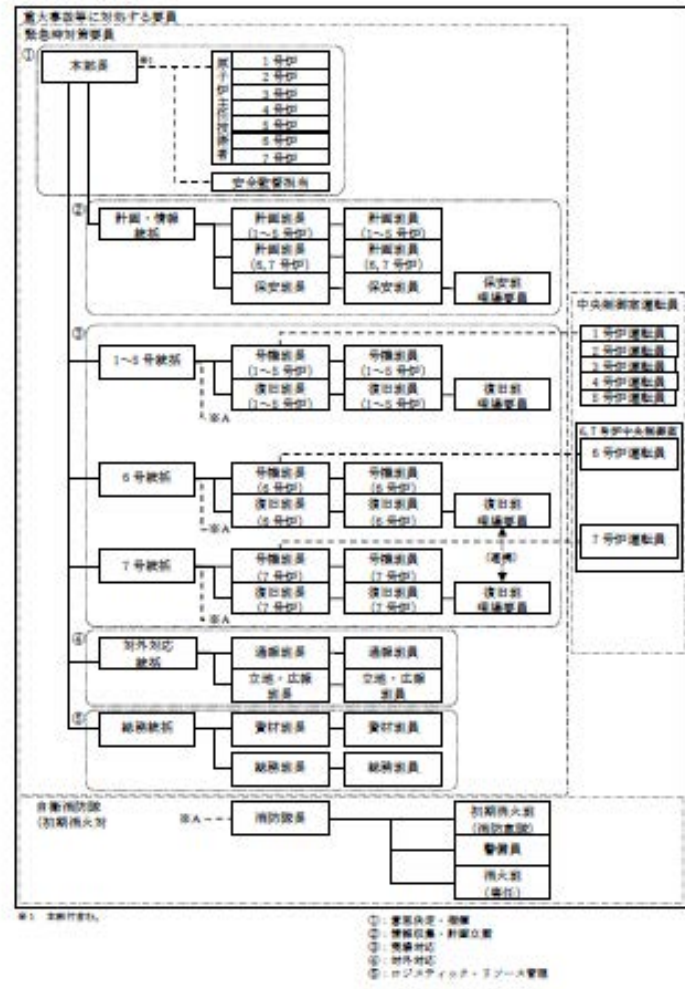 重大事故等に対処する要員
緊急時対策要員
①
本部長
※1
原子炉主任技術者
1号炉
2号炉
3号炉
4号炉
5号炉
6号炉
7号炉
安全監督担当
②
計画・情報
統括
計画班長
(1～5号炉)
計画班員
(1～5号炉)
計画班長
(6,7号炉)
計画班員
(6,7号炉)
保安班長
保安班員
保安班
現場要員
中央制御室運転員
1号炉運転員
2号炉運転員
3号炉運転員
4号炉運転員
5号炉運転員
6,7号炉中央制御室
6号炉運転員
7号炉運転員
③
1～5号統括
号機班長
(1～5号炉)
号機班員
(1～5号炉)
復旧班長
(1～5号炉)
復旧班員
(1～5号炉)
復旧班
現場要員
※A
6号統括
号機班長
(6号炉)
号機班員
(6号炉)
復旧班長
(6号炉)
復旧班員
(6号炉)
復旧班
現場要員
※A
(連携)
7号統括
号機班長
(7号炉)
号機班員
(7号炉)
復旧班長
(7号炉)
復旧班員
(7号炉)
復旧班
現場要員
※A
④
対外対応
統括
通報班長
通報班員
立地・広報
班長
立地・広報
班員
⑤
総務統括
資材班長
資材班員
総務班長
総務班員
自衛消防隊
(初期消火対
※A
消防隊長
初期消火班
(消防車隊)
警備員
消火班
(専任)
※1 本部付含む。
①：意思決定・指揮
②：情報収集・計画立案
③：現場対応
④：対外対応
⑤：ロジスティック・リソース管理